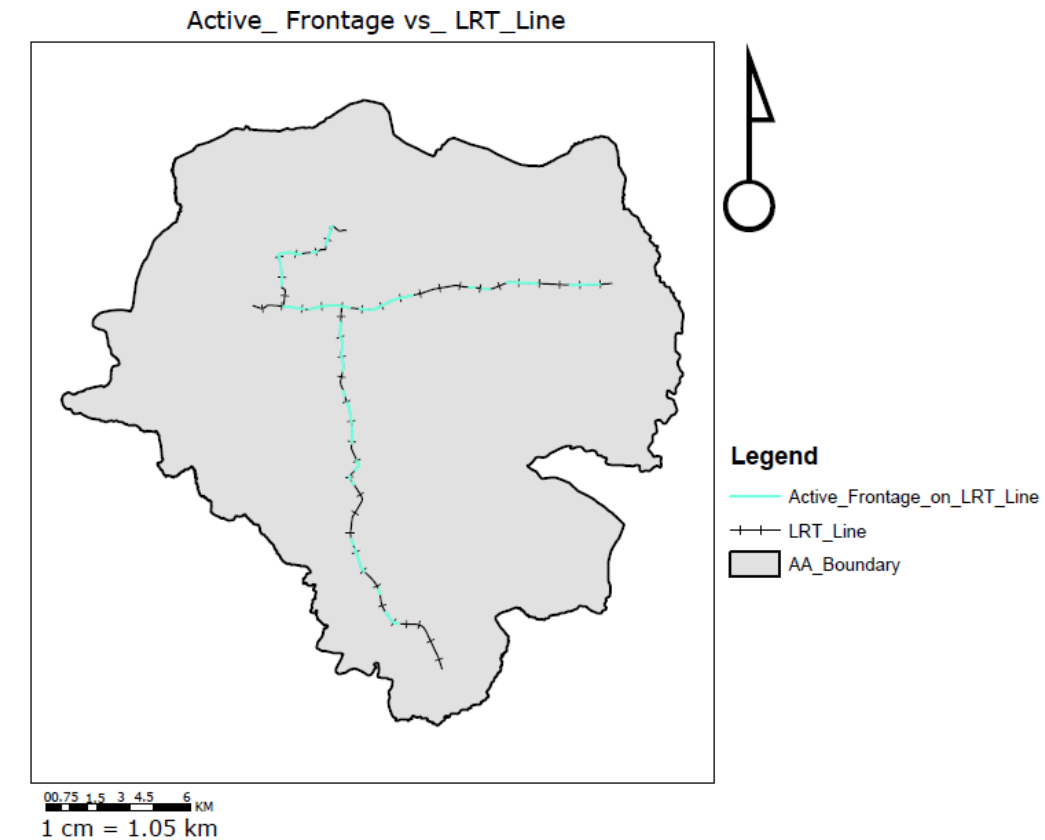 Active_ Frontage vs_ LRT_Line
Legend
Active_Frontage_on_LRT_Line
LRT_Line
AA_Boundary
00.75 1.5 3 4.5 6
KM
1 cm = 1.05 km